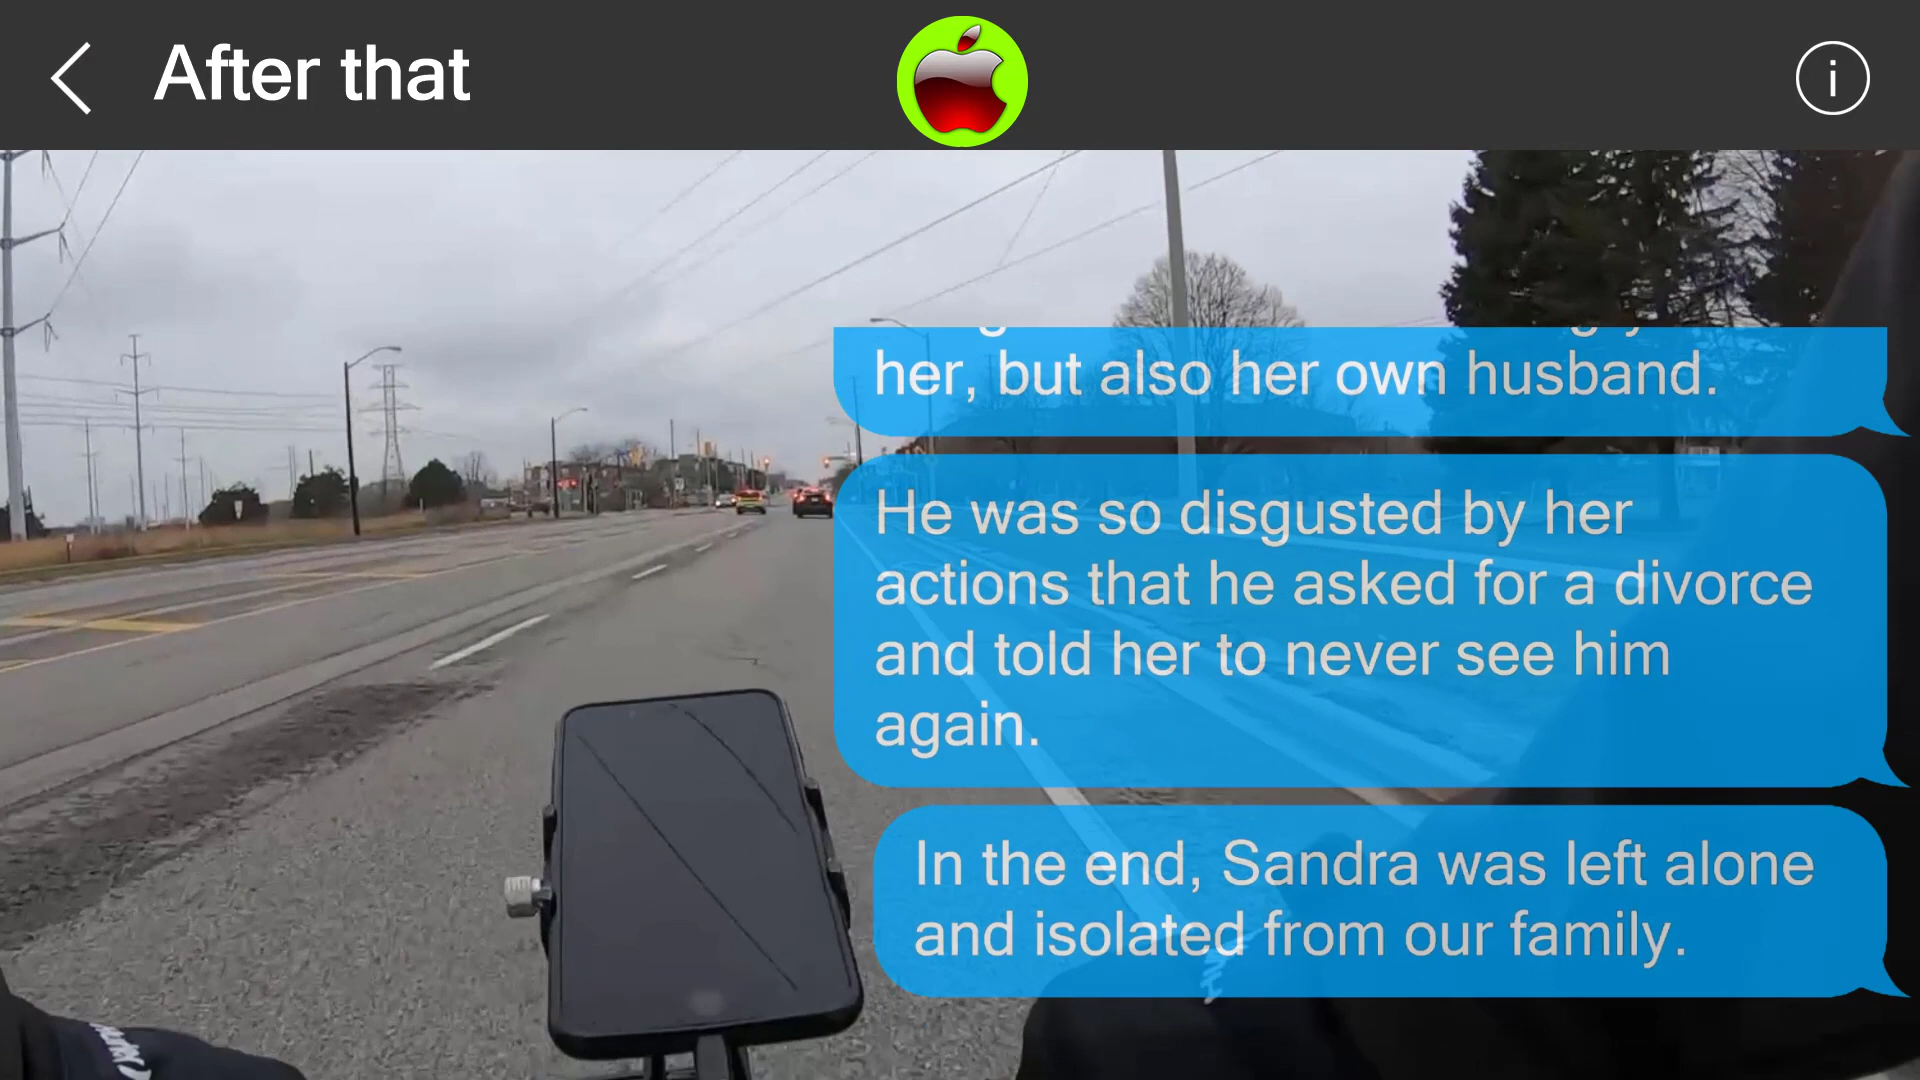 After that
her, but also her own husband.
He was so disgusted by her
actions that he asked for a divorce
and told her to never see him
again.
In the end, Sandra was left alone
and isolated from our family.